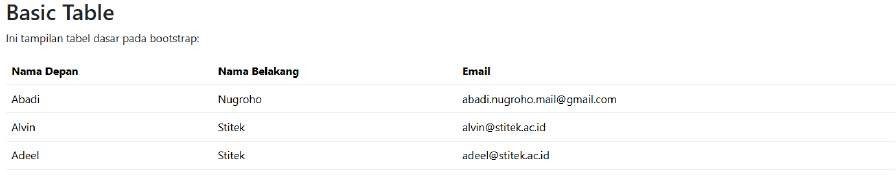 Basic Table
Ini tampilan tabel dasar pada bootstrap:
Nama Depan Nama Belakang Email
Abadi Nugroho abadi.nugroho.mail@gmail.com
Alvin Stitek alvin@stitek.ac.id
Adeel Stitek adeel@stitek.ac.id